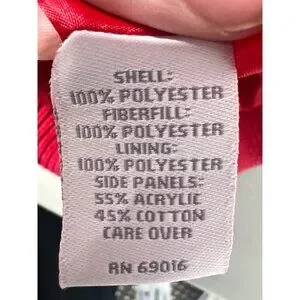 SHELL:
100% POLYESTER
FIBERFILL:
100% POLYESTER
LINING:
100% POLYESTER
SIDE PANELS:
55% ACRYLIC
45% COTTON
CARE OVER
RN 69016